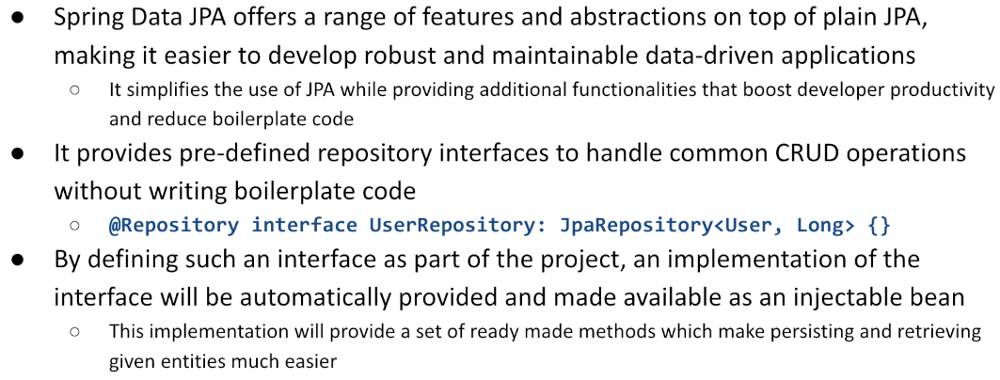 ● Spring Data JPA offers a range of features and abstractions on top of plain JPA,
making it easier to develop robust and maintainable data-driven applications
○ It simplifies the use of JPA while providing additional functionalities that boost developer productivity
and reduce boilerplate code
● It provides pre-defined repository interfaces to handle common CRUD operations
without writing boilerplate code
○ @Repository interface UserRepository: JpaRepository<User, Long> {}
● By defining such an interface as part of the project, an implementation of the
interface will be automatically provided and made available as an injectable bean
○ This implementation will provide a set of ready made methods which make persisting and retrieving
given entities much easier